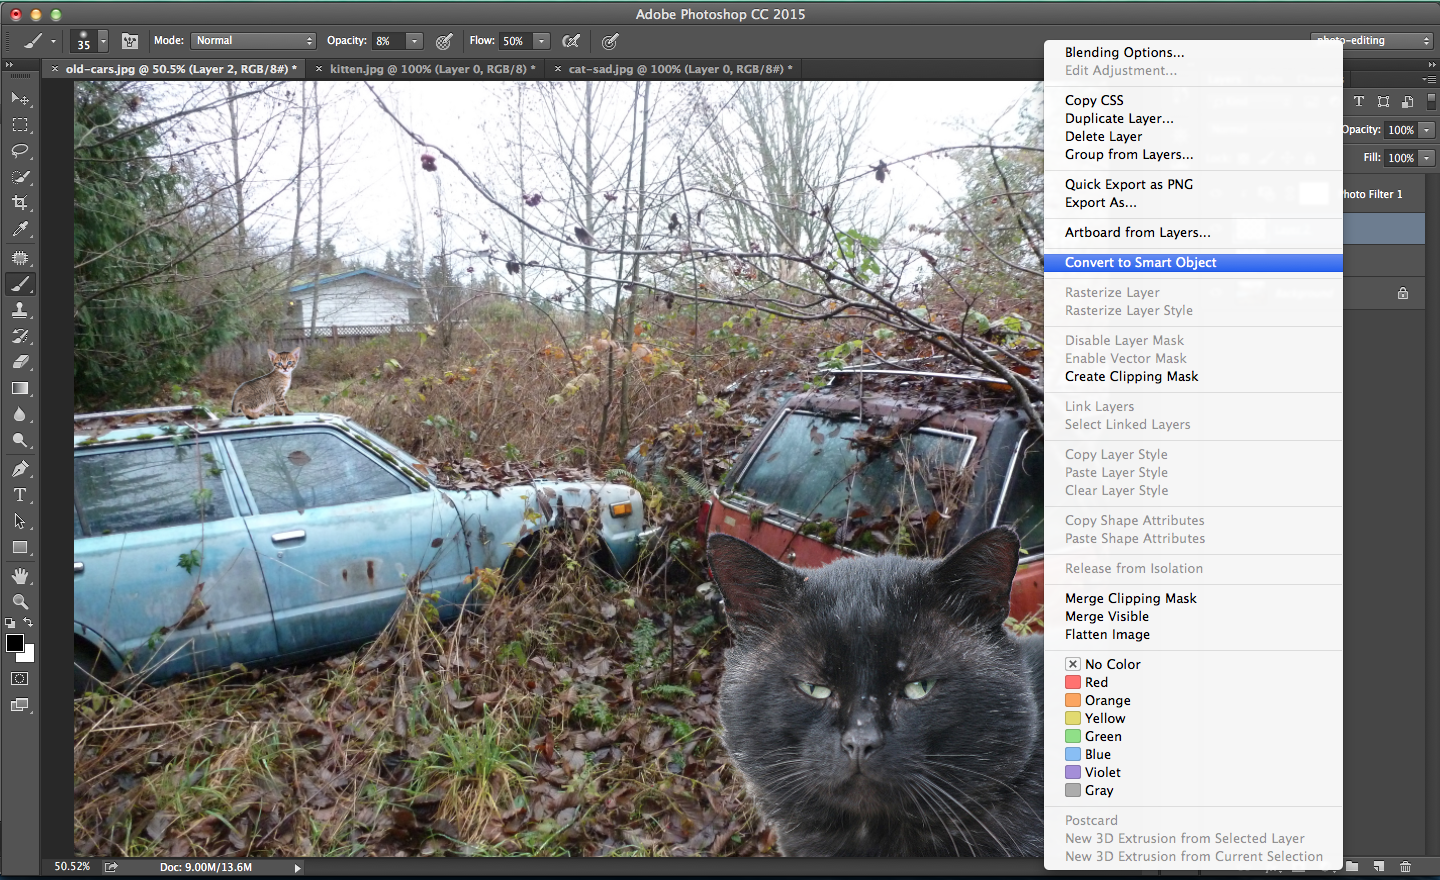 Adobe Photoshop CC 2015
35
Mode: Normal
Opacity: 8%
Flow: 50%
photo-editing
× old-cars.jpg @ 50.5% (Layer 2, RGB/8#) *
× kitten.jpg @ 100% (Layer 0, RGB/8) *
× cat-sad.jpg @ 100% (Layer 0, RGB/8#) *
Blending Options...
Edit Adjustment...
Copy CSS
Duplicate Layer...
Delete Layer
Group from Layers...
Quick Export as PNG
Export As...
Artboard from Layers...
Convert to Smart Object
Rasterize Layer
Rasterize Layer Style
Disable Layer Mask
Enable Vector Mask
Create Clipping Mask
Link Layers
Select Linked Layers
Copy Layer Style
Paste Layer Style
Clear Layer Style
Copy Shape Attributes
Paste Shape Attributes
Release from Isolation
Merge Clipping Mask
Merge Visible
Flatten Image
No Color
Red
Orange
Yellow
Green
Blue
Violet
Gray
Postcard
New 3D Extrusion from Selected Layer
New 3D Extrusion from Current Selection
Opacity: 100%
Fill: 100%
Photo Filter 1
50.52%
Doc: 9.00M/13.6M